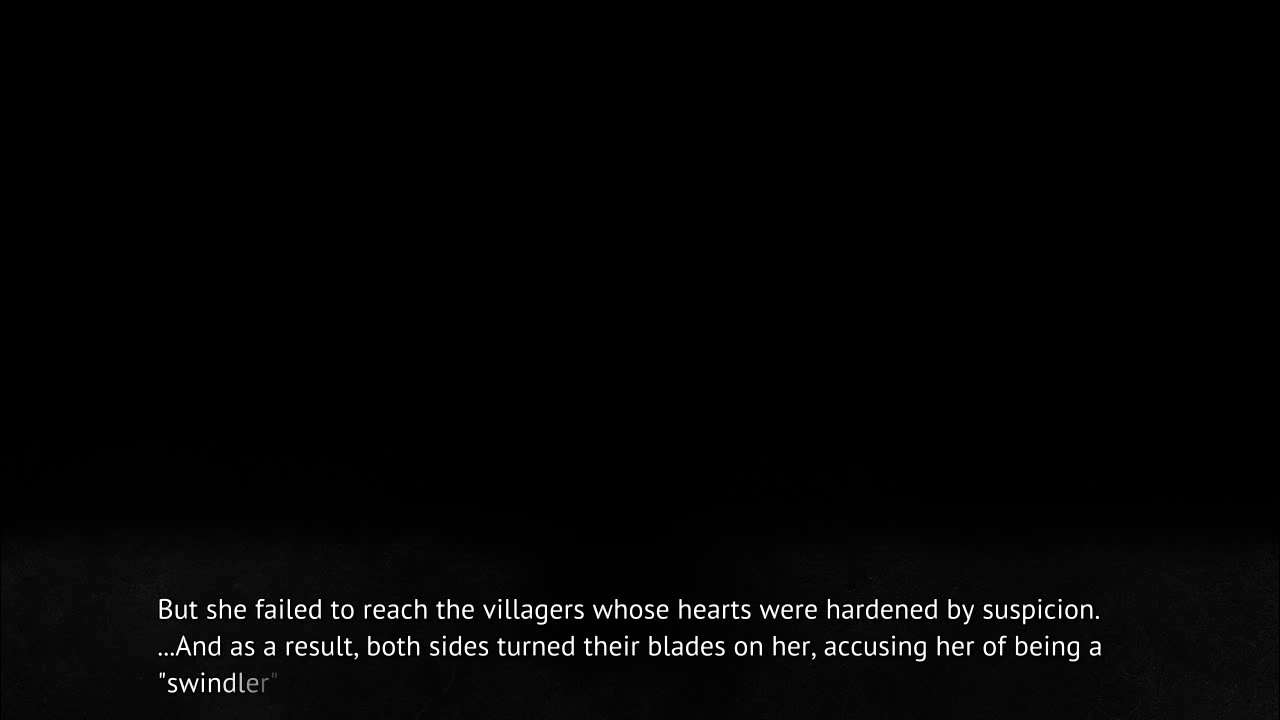 But she failed to reach the villagers whose hearts were hardened by suspicion.
...And as a result, both sides turned their blades on her, accusing her of being a
"swindler"